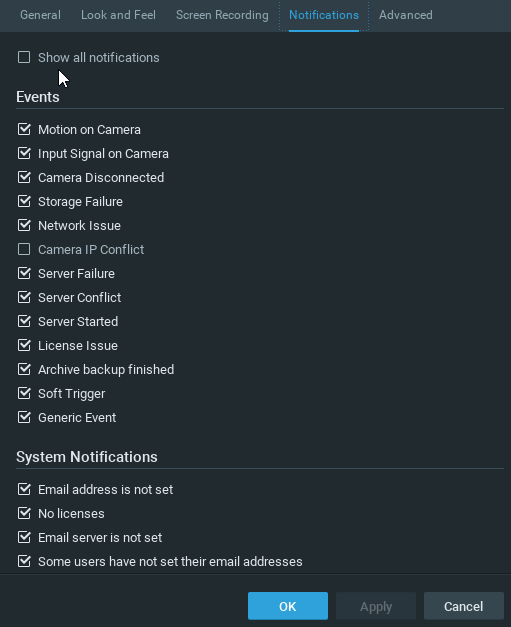 General Look and Feel Screen Recording Notifications Advanced
Show all notifications
Events
Motion on Camera
Input Signal on Camera
Camera Disconnected
Storage Failure
Network Issue
Camera IP Conflict
Server Failure
Server Conflict
Server Started
License Issue
Archive backup finished
Soft Trigger
Generic Event
System Notifications
Email address is not set
No licenses
Email server is not set
Some users have not set their email addresses
OK Apply Cancel